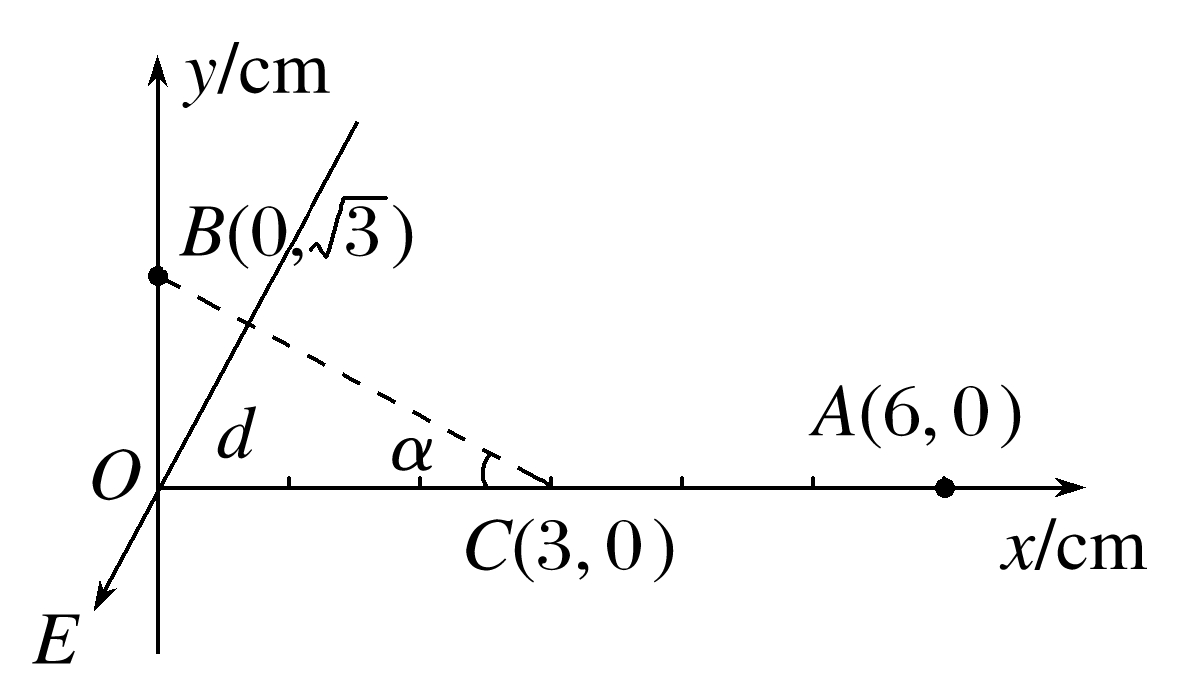 y/cm
B(0,√3)
A(6,0)
d
α
O
C(3,0)
x/cm
E